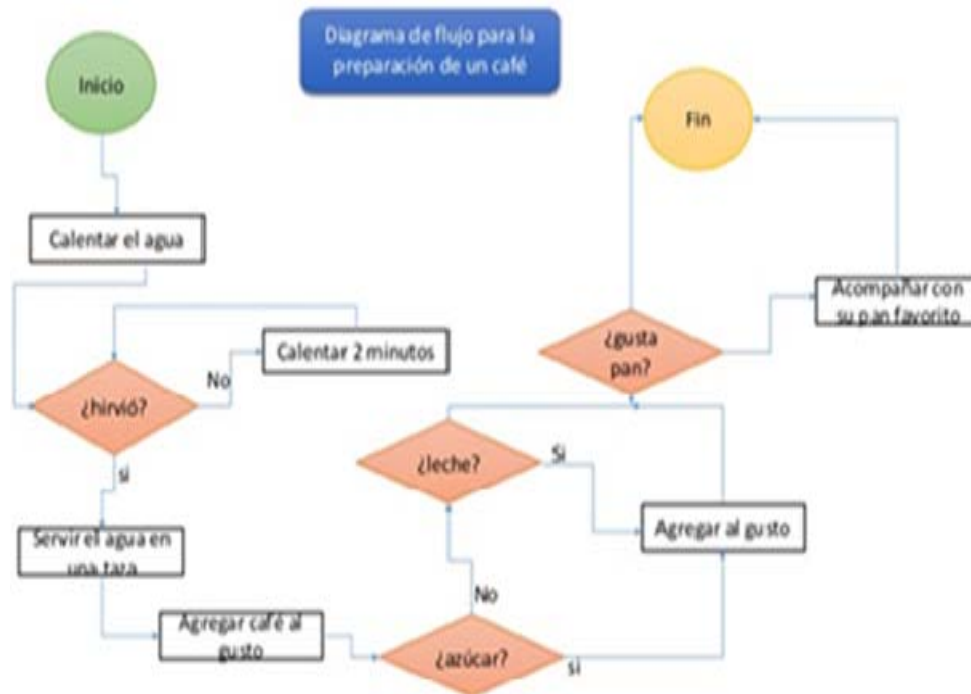 Diagrama de flujo para la
preparación de un café
Inicio
Fin
Calentar el agua
Acompañar con
su pan favorito
¿gusta
pan?
Calentar 2 minutos
No
¿hirvió?
¿leche?
Si
si
Servir el agua en
una taza
Agregar al gusto
No
Agregar café al
gusto
¿azúcar?
si